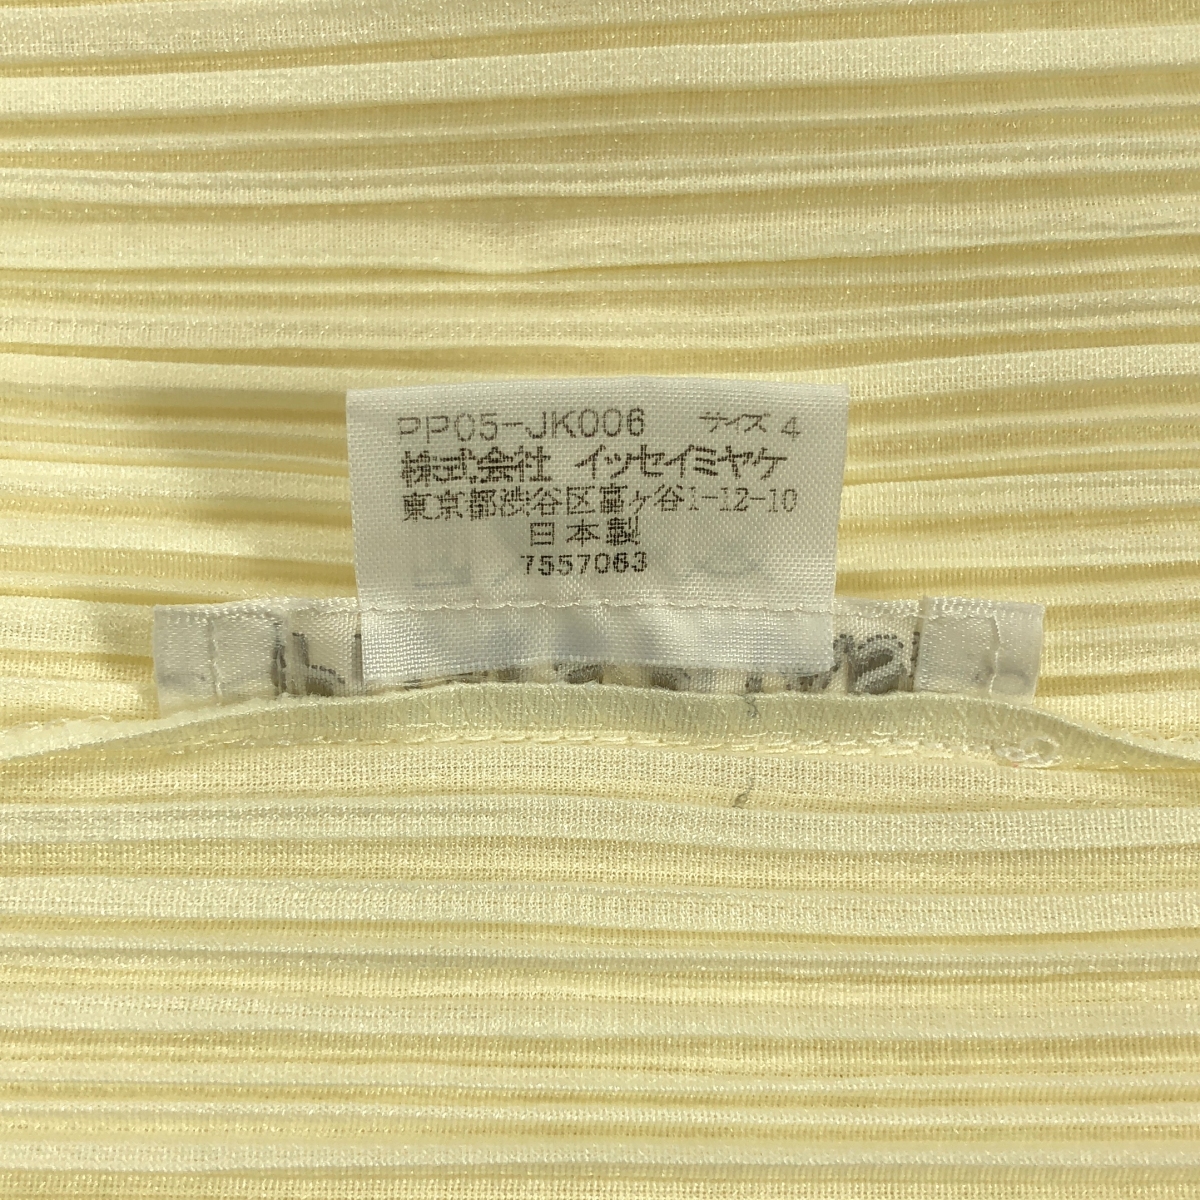 PP05-JK006 サイズ 4
株式会社 イッセイミヤケ
東京都渋谷区富ヶ谷1-12-10
日本製
7557063